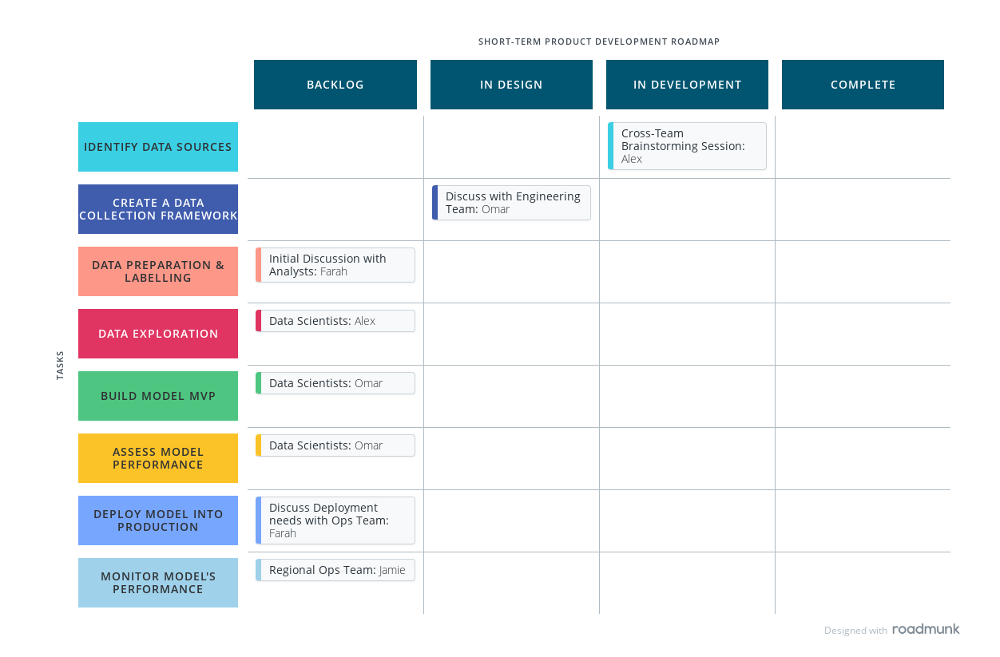 SHORT-TERM PRODUCT DEVELOPMENT ROADMAP
BACKLOG
IN DESIGN
IN DEVELOPMENT
COMPLETE
TASKS
IDENTIFY DATA SOURCES
Cross-Team
Brainstorming Session:
Alex
CREATE A DATA
COLLECTION FRAMEWORK
Discuss with Engineering
Team: Omar
DATA PREPARATION &
LABELLING
Initial Discussion with
Analysts: Farah
DATA EXPLORATION
Data Scientists: Alex
BUILD MODEL MVP
Data Scientists: Omar
ASSESS MODEL
PERFORMANCE
Data Scientists: Omar
DEPLOY MODEL INTO
PRODUCTION
Discuss Deployment
needs with Ops Team:
Farah
MONITOR MODEL'S
PERFORMANCE
Regional Ops Team: Jamie
Designed with roadmunk